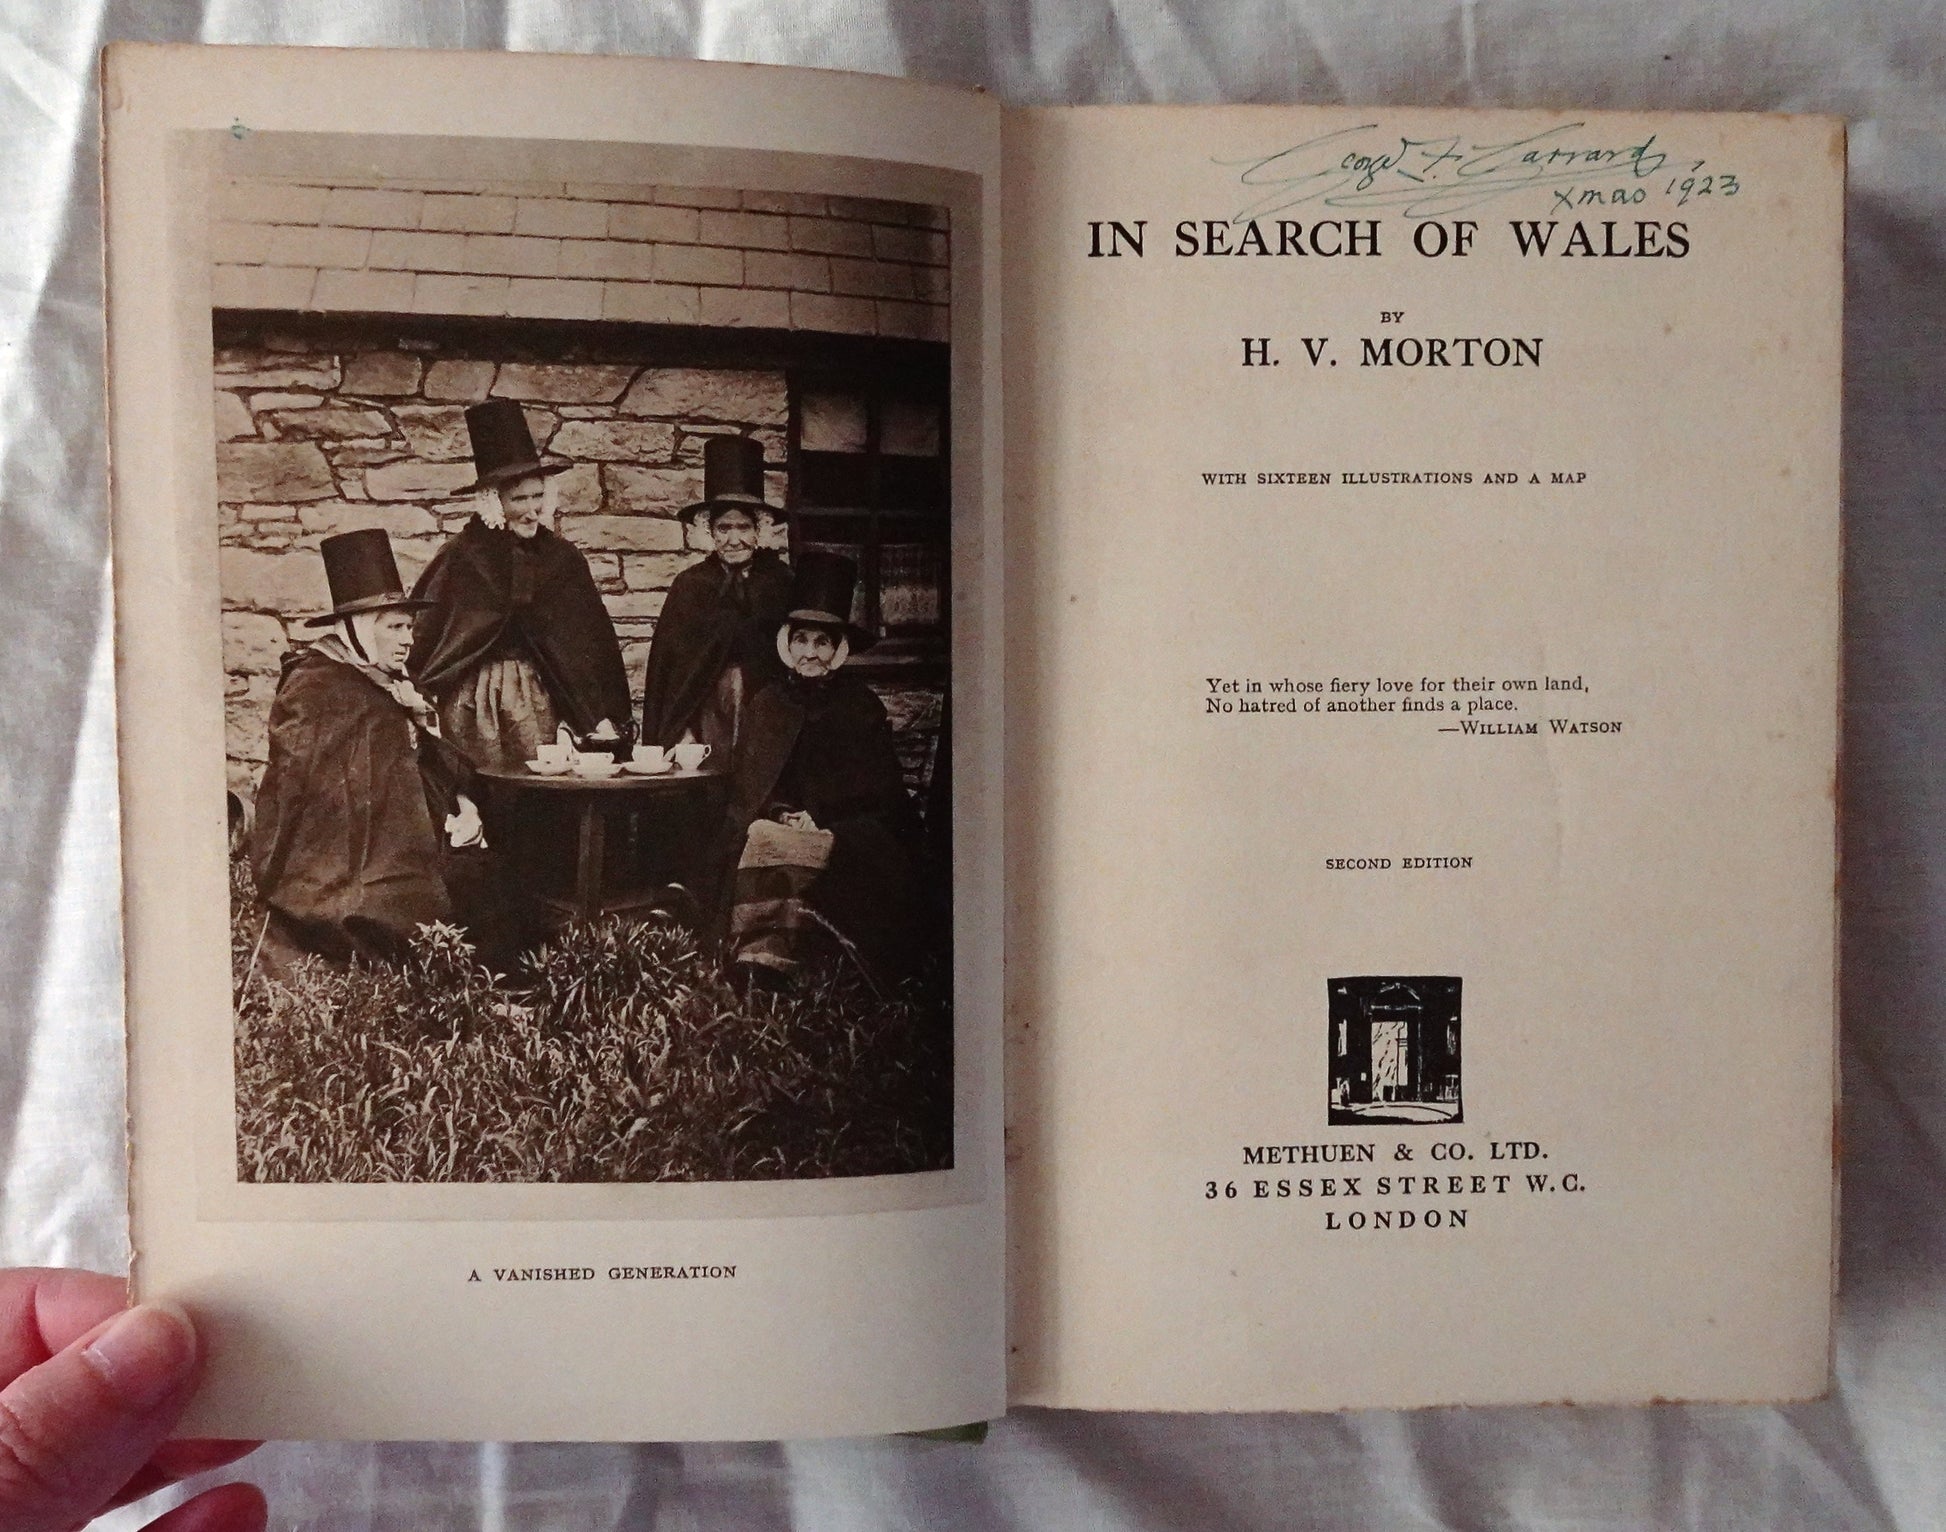 A VANISHED GENERATION
George F. Garrard,
Xmas 1923
IN SEARCH OF WALES
BY
H. V. MORTON
WITH SIXTEEN ILLUSTRATIONS AND A MAP
Yet in whose fiery love for their own land,
No hatred of another finds a place.
—WILLIAM WATSON
SECOND EDITION
METHUEN & CO. LTD.
36 ESSEX STREET W.C.
LONDON